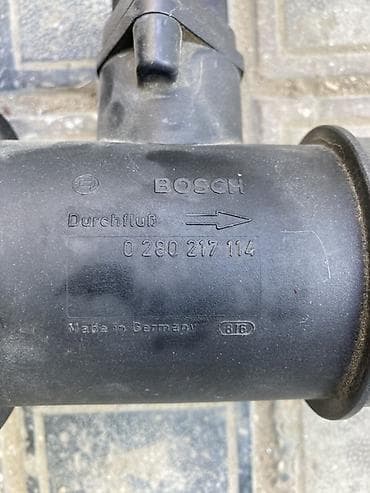 BOSCH
Durchfluß
0 280 217 114
Made in Germany 816